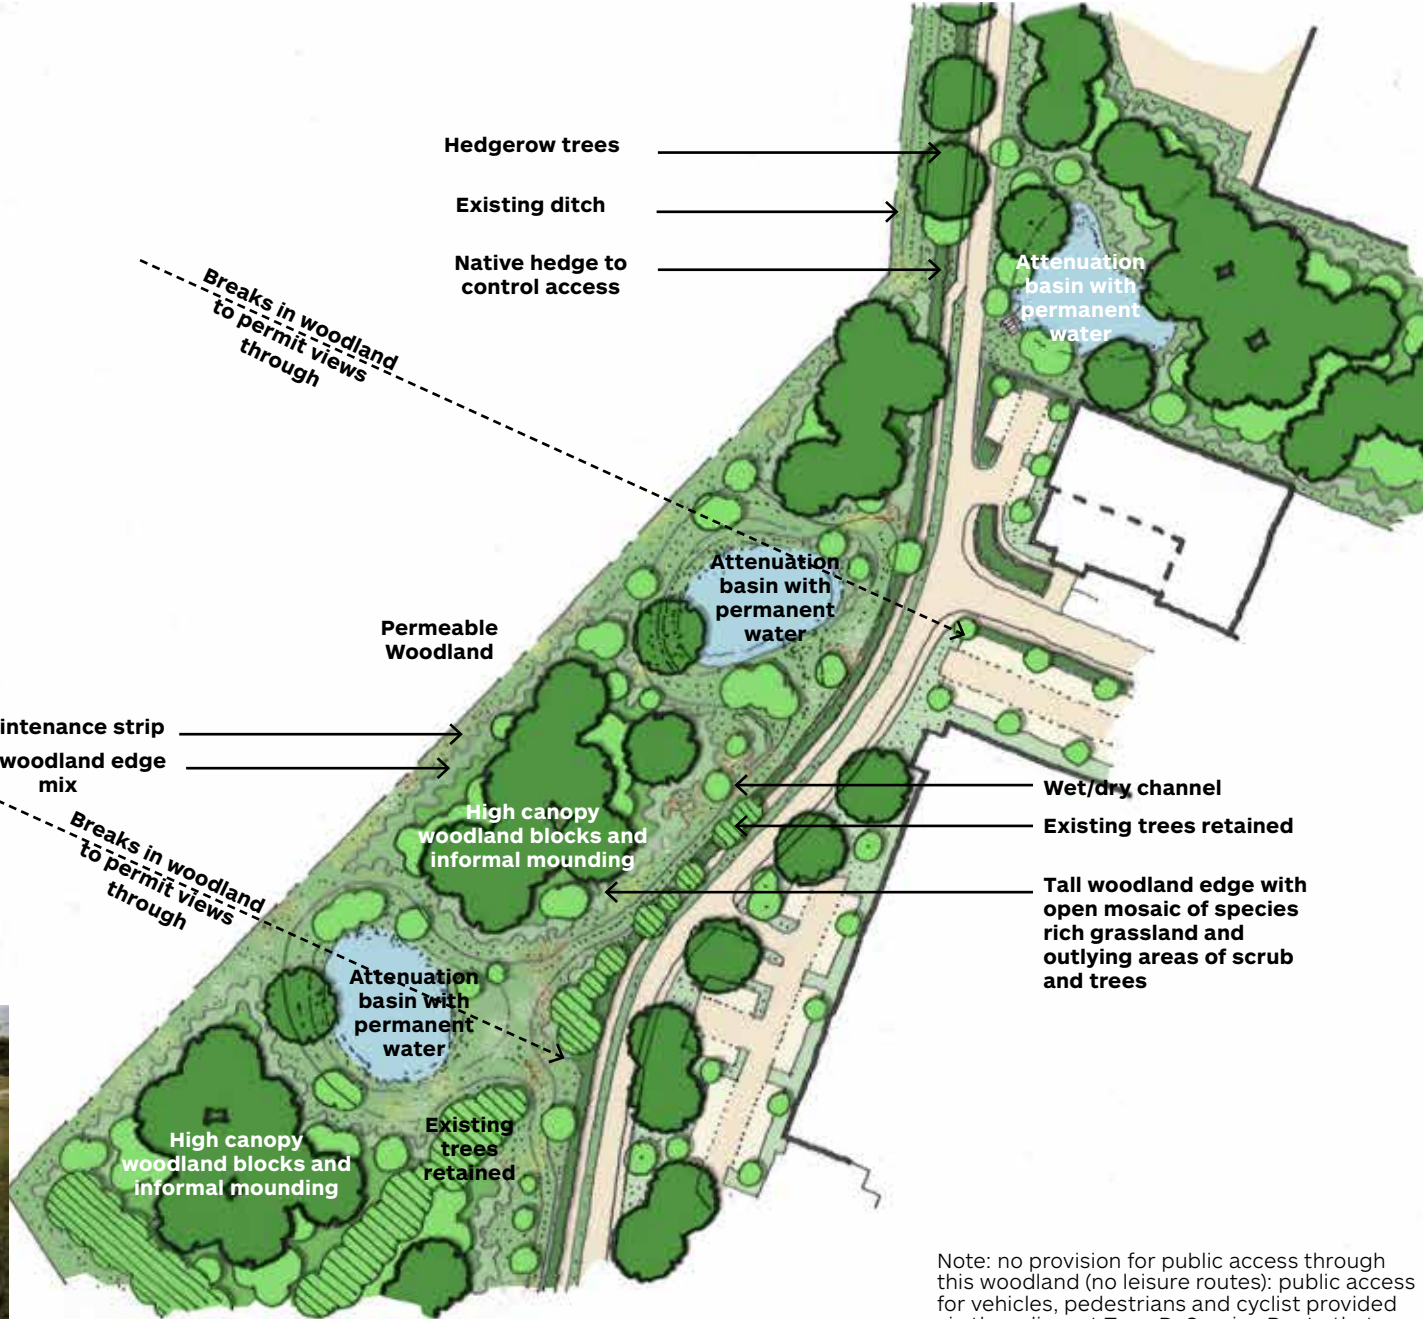 Hedgerow trees
Existing ditch
Native hedge to
control access
Attenuation
basin with
permanent
water
Breaks in woodland
to permit views
through
Attenuation
basin with
permanent
water
Permeable
Woodland
intenance strip
woodland edge
mix
Breaks in woodland
to permit views
through
High canopy
woodland blocks and
informal mounding
Wet/dry channel
Existing trees retained
Tall woodland edge with
open mosaic of species
rich grassland and
outlying areas of scrub
and trees
Attenuation
basin with
permanent
water
Existing
trees
retained
High canopy
woodland blocks and
informal mounding
Note: no provision for public access through
this woodland (no leisure routes): public access
for vehicles, pedestrians and cyclist provided